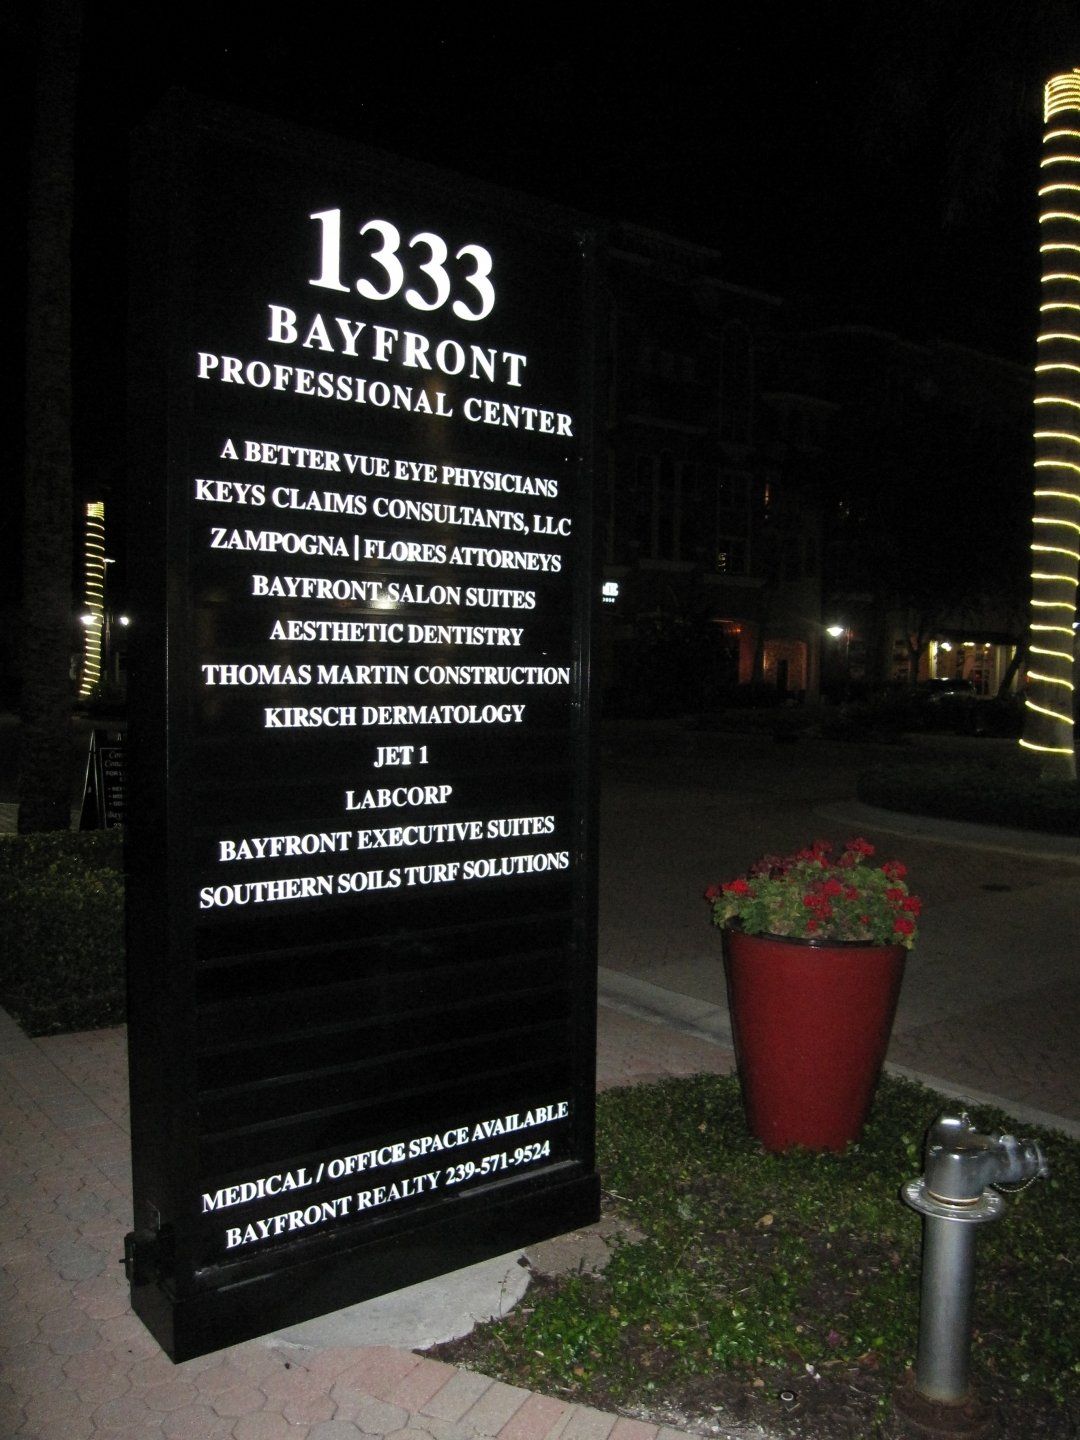 1333
BAYFRONT
PROFESSIONAL CENTER
A BETTER VUE EYE PHYSICIANS
KEYS CLAIMS CONSULTANTS, LLC
ZAMPOGNA | FLORES ATTORNEYS
BAYFRONT SALON SUITES
AESTHETIC DENTISTRY
THOMAS MARTIN CONSTRUCTION
KIRSCH DERMATOLOGY
JET 1
LABCORP
BAYFRONT EXECUTIVE SUITES
SOUTHERN SOILS TURF SOLUTIONS
MEDICAL / OFFICE SPACE AVAILABLE
BAYFRONT REALTY 239-571-9524